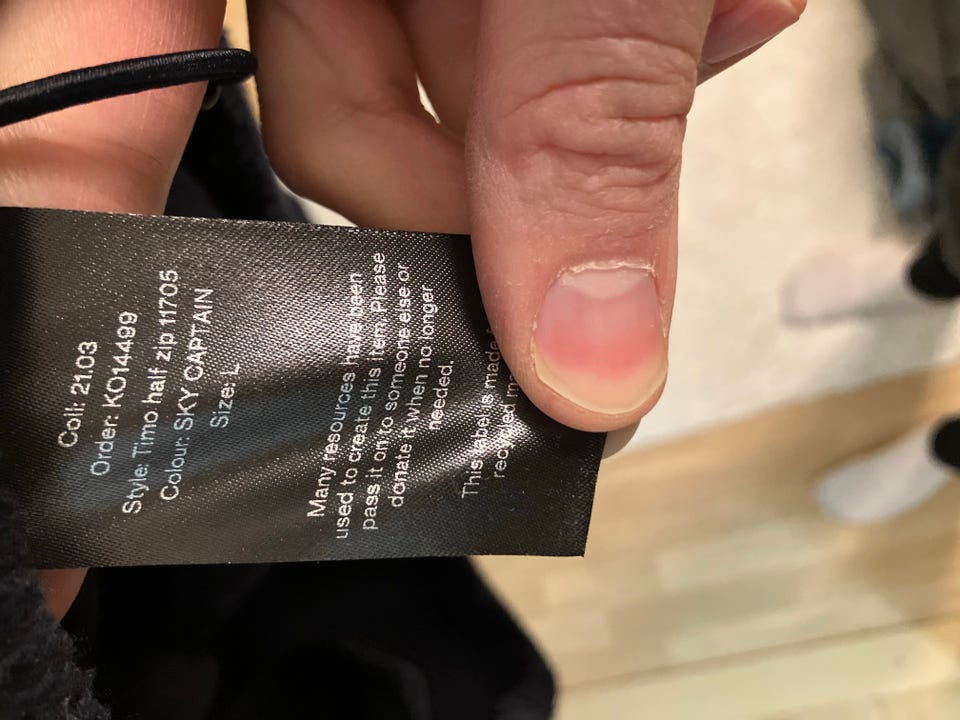 Coll: 21.03
Order: KO14499
Style: Timo half zip 11705
Colour: SKY CAPTAIN
Size: L
Many resources have been
used to create this item. Please
pass it on to someone else or
donate it when no longer
needed.
This label is made
recycled